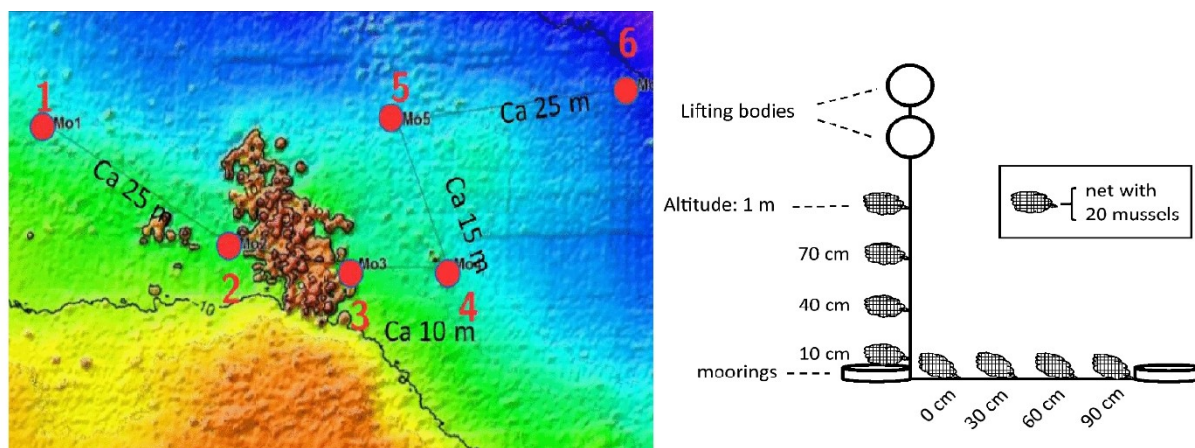 1
Mo1
Ca 25 m
2
Mo2
10
3
Mo3
Ca 10 m
4
Ca 15 m
5
Mo5
Ca 25 m
6
Lifting bodies
Altitude: 1 m
70 cm
40 cm
10 cm
moorings
0 cm
30 cm
60 cm
90 cm
net with
20 mussels